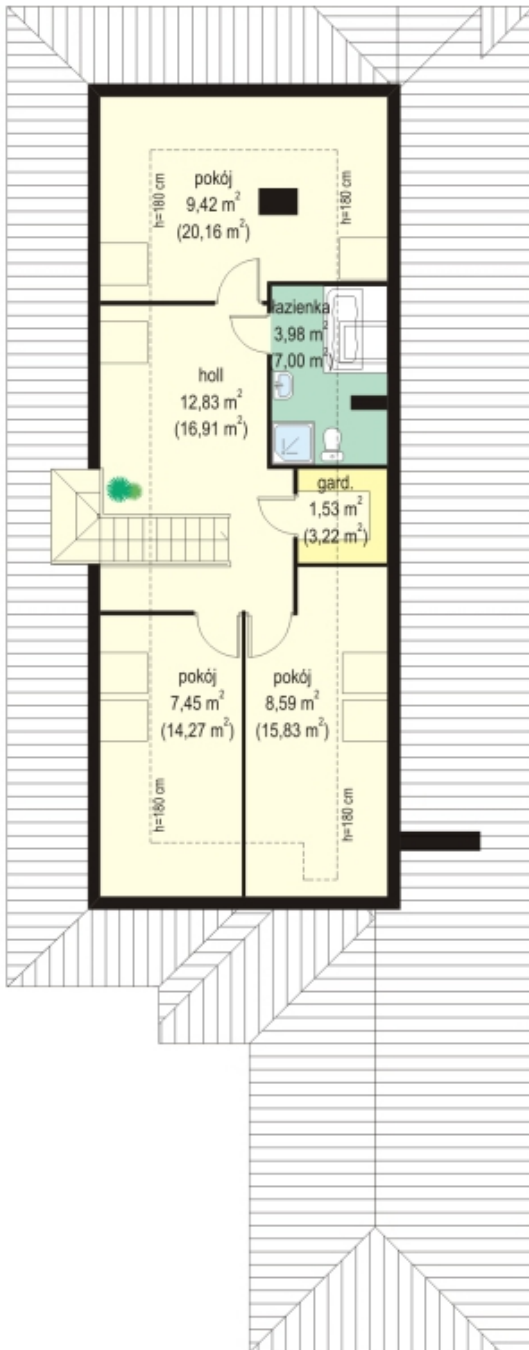 pokój
9,42 m²
(20,16 m²)
h=180 cm
h=180 cm
łazienka
3,98 m²
(7,00 m²)
holl
12,83 m²
(16,91 m²)
gard.
1,53 m²
(3,22 m²)
pokój
7,45 m²
(14,27 m²)
pokój
8,59 m²
(15,83 m²)
h=180 cm
h=180 cm